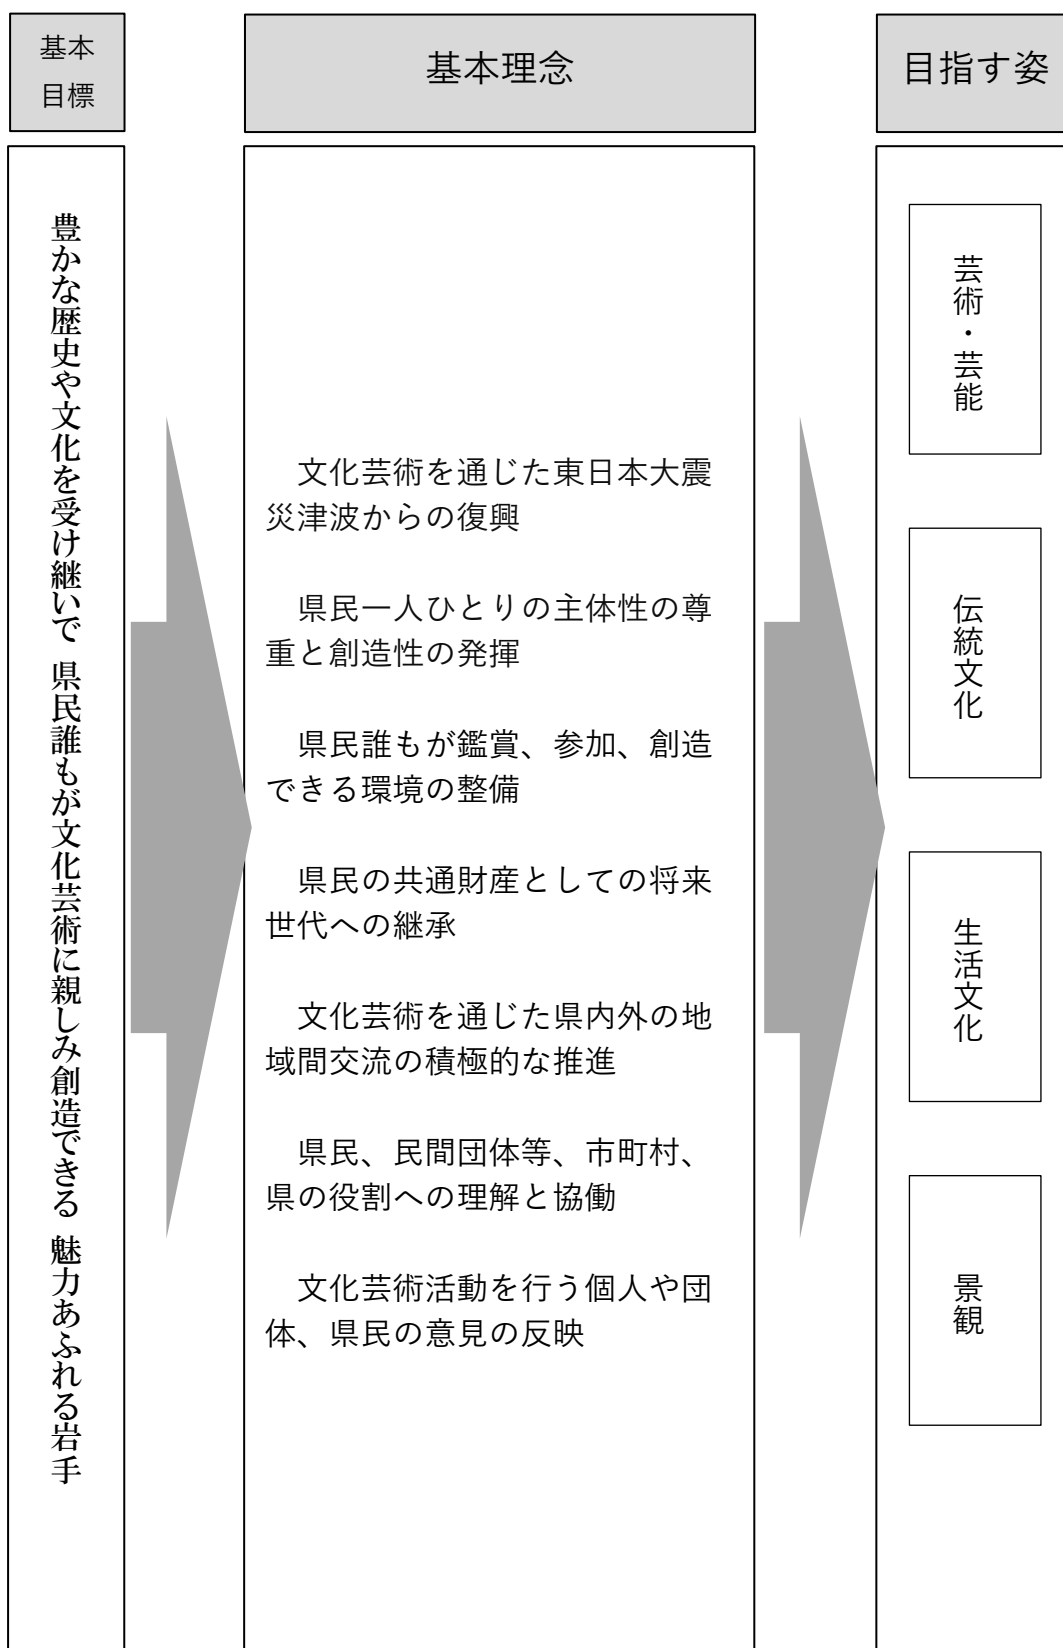 基本
目標
豊かな歴史や文化を受け継いで 県民誰もが文化芸術に親しみ創造できる 魅力あふれる岩手
基本理念
文化芸術を通じた東日本大震
災津波からの復興
県民一人ひとりの主体性の尊
重と創造性の発揮
県民誰もが鑑賞、参加、創造
できる環境の整備
県民の共通財産としての将来
世代への継承
文化芸術を通じた県内外の地
域間交流の積極的な推進
県民、民間団体等、市町村、
県の役割への理解と協働
文化芸術活動を行う個人や団
体、県民の意見の反映
目指す姿
芸術・芸能
伝統文化
生活文化
景観